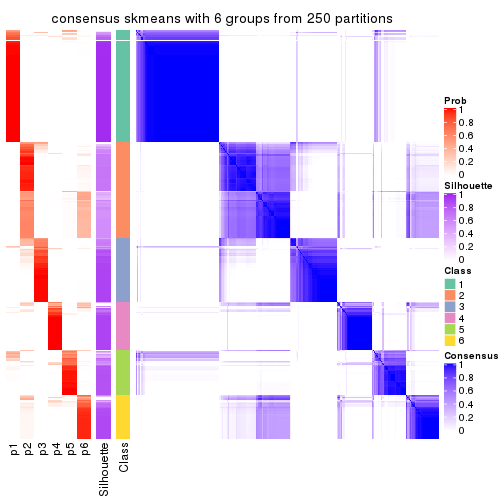 consensus skmeans with 6 groups from 250 partitions
Prob
1
0.8
0.6
0.4
0.2
0
Silhouette
1
0.8
0.6
0.4
0.2
0
Class
1
2
3
4
5
6
Consensus
1
0.8
0.6
0.4
0.2
0
p1
p2
p3
p4
p5
p6
Silhouette
Class